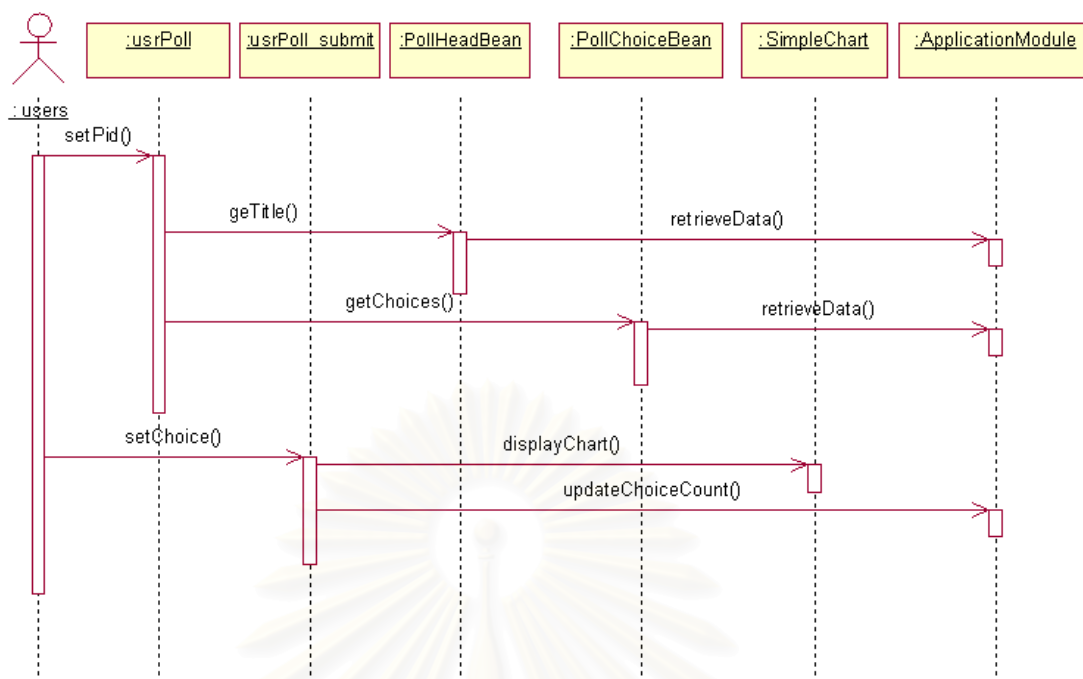 :usrPoll
:usrPoll_submit
:PollHeadBean
:PollChoiceBean
:SimpleChart
:ApplicationModule
: users
setPid()
geTitle()
retrieveData()
getChoices()
retrieveData()
setChoice()
displayChart()
updateChoiceCount()